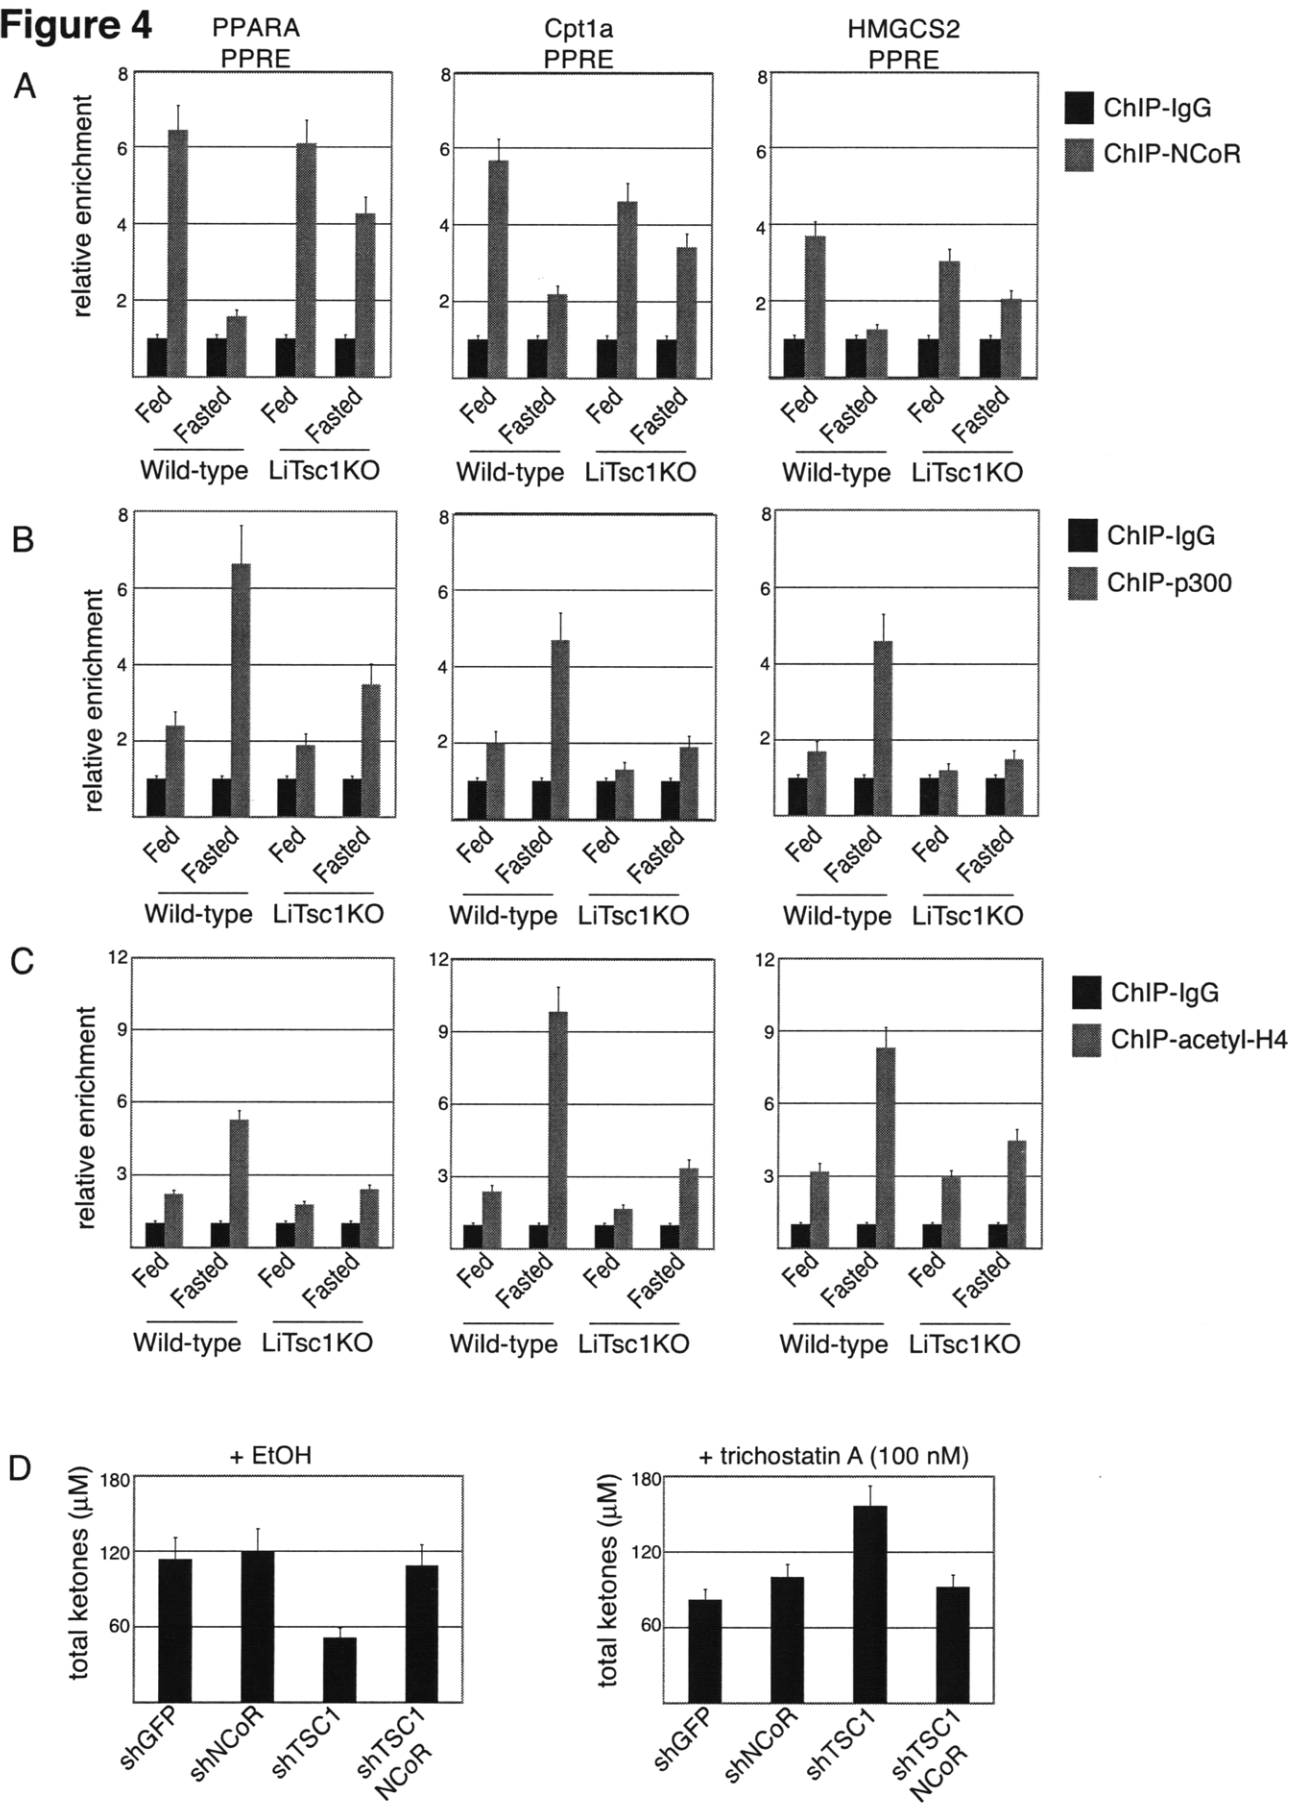 Figure 4
PPARA
PPRE
Cpt1a
PPRE
HMGCS2
PPRE
A
relative enrichment
8
6
4
2
8
6
4
2
8
6
4
2
ChIP-IgG
ChIP-NCoR
Fed Fasted Fed Fasted
Fed Fasted Fed Fasted
Fed Fasted Fed Fasted
Wild-type LiTsc1KO
Wild-type LiTsc1KO
Wild-type LiTsc1KO
B
relative enrichment
8
6
4
2
8
6
4
2
8
6
4
2
ChIP-IgG
ChIP-p300
Fed Fasted Fed Fasted
Fed Fasted Fed Fasted
Fed Fasted Fed Fasted
Wild-type LiTsc1KO
Wild-type LiTsc1KO
Wild-type LiTsc1KO
C
relative enrichment
12
9
6
3
12
9
6
3
12
9
6
3
ChIP-IgG
ChIP-acetyl-H4
Fed Fasted Fed Fasted
Fed Fasted Fed Fasted
Fed Fasted Fed Fasted
Wild-type LiTsc1KO
Wild-type LiTsc1KO
Wild-type LiTsc1KO
D
+ EtOH
total ketones (µM)
180
120
60
shGFP
shNCoR
shTSC1
shTSC1
NCoR
+ trichostatin A (100 nM)
total ketones (µM)
180
120
60
shGFP
shNCoR
shTSC1
shTSC1
NCoR